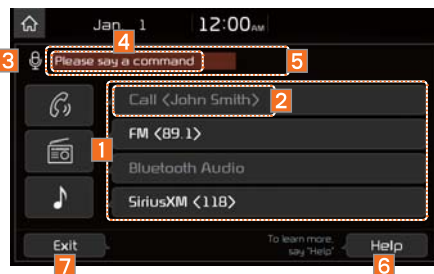 Jan 1 12:00AM
4
3 Please say a command 5
Call <John Smith> 2
FM <89.1>
1
Bluetooth Audio
SiriusXM <118>
Exit To learn more, say "Help" Help
7 6